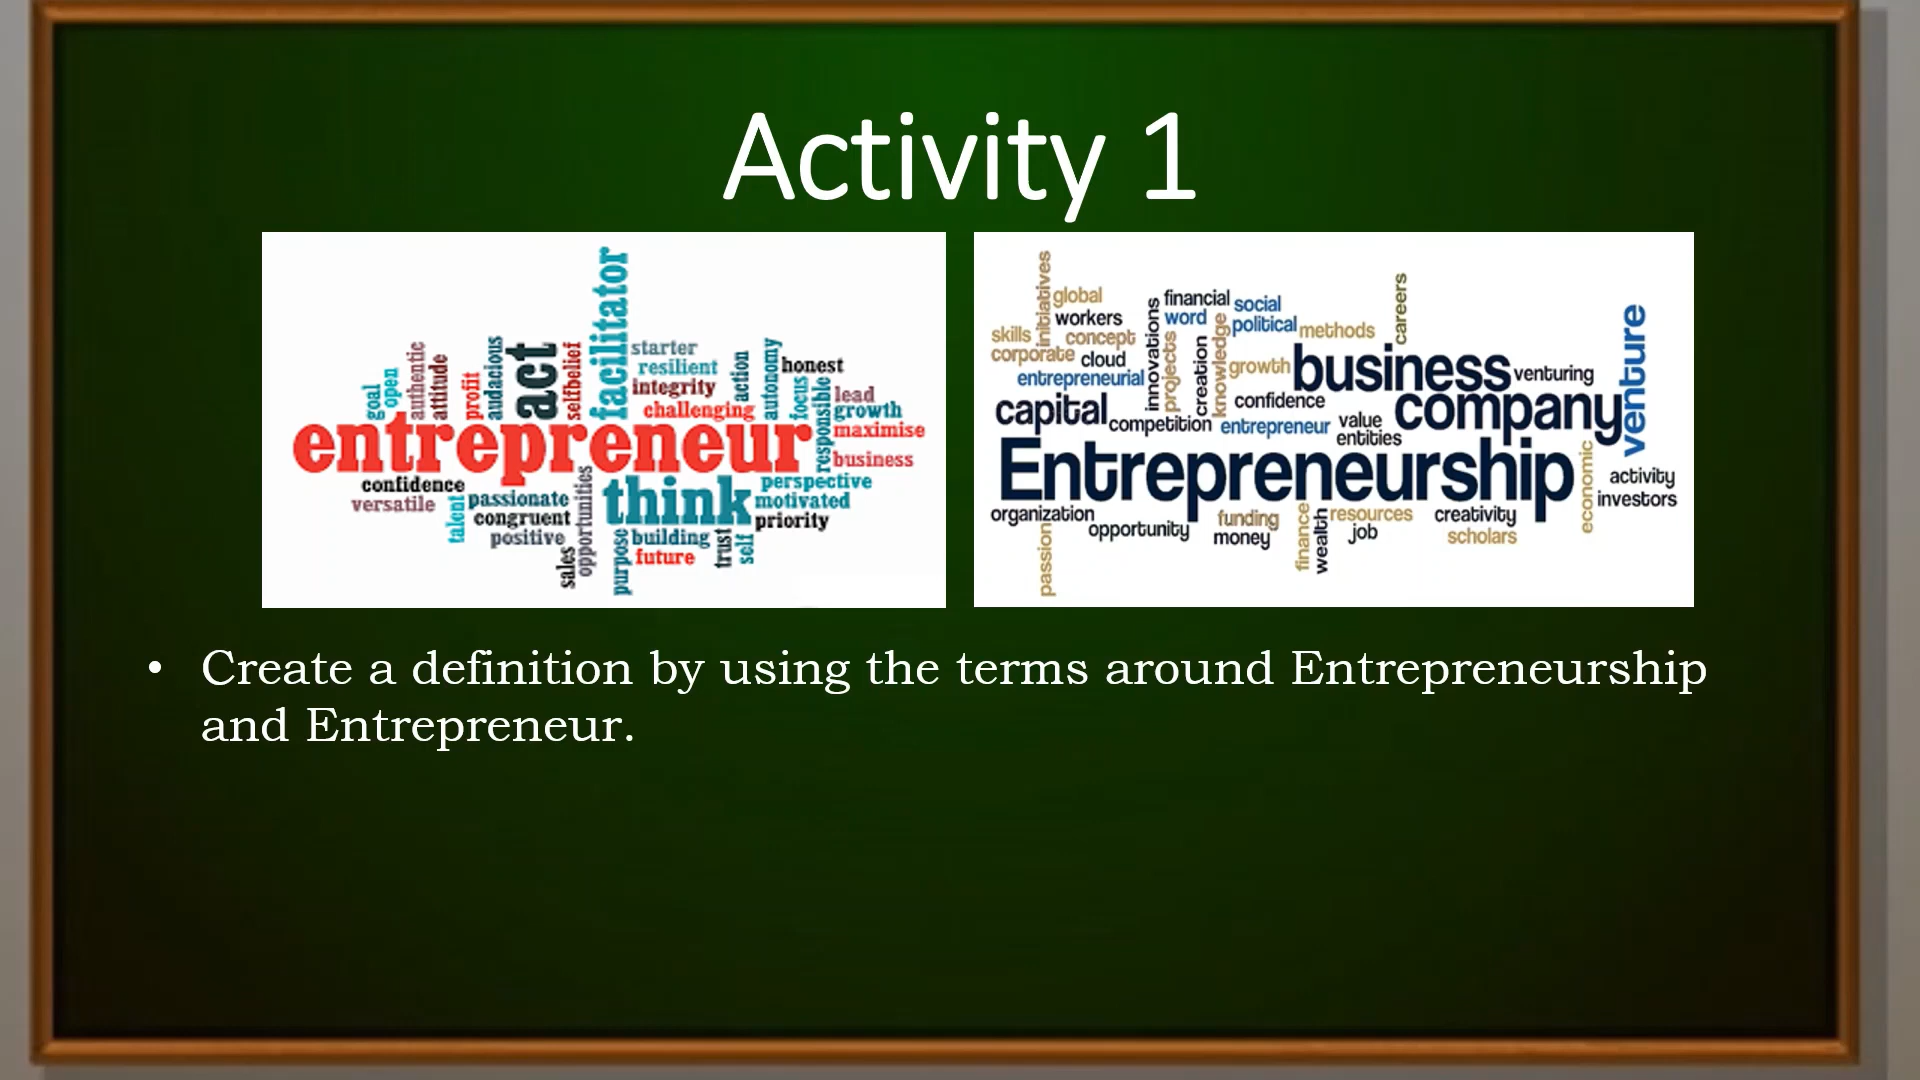 Activity 1
facilitator
starter
resilient
integrity
challenging
act
selfbelief
audacious
profit
attitude
authentic
open
goal
action
autonomy
honest
focus
responsible
lead
growth
maximise
business
entrepreneur
confidence
versatile
talent
passionate
congruent
positive
sales
opportunities
think
perspective
motivated
priority
building
future
purpose
trust
self
initiatives
global
workers
skills
concept
corporate
cloud
entrepreneurial
innovations
financial
word
projects
creation
knowledge
social
political
methods
careers
growth
business
venturing
venture
capital
competition
confidence
entrepreneur
value
entities
company
Entrepreneurship
economic
activity
investors
organization
opportunity
passion
funding
money
finance
wealth
resources
job
creativity
scholars
• Create a definition by using the terms around Entrepreneurship
and Entrepreneur.